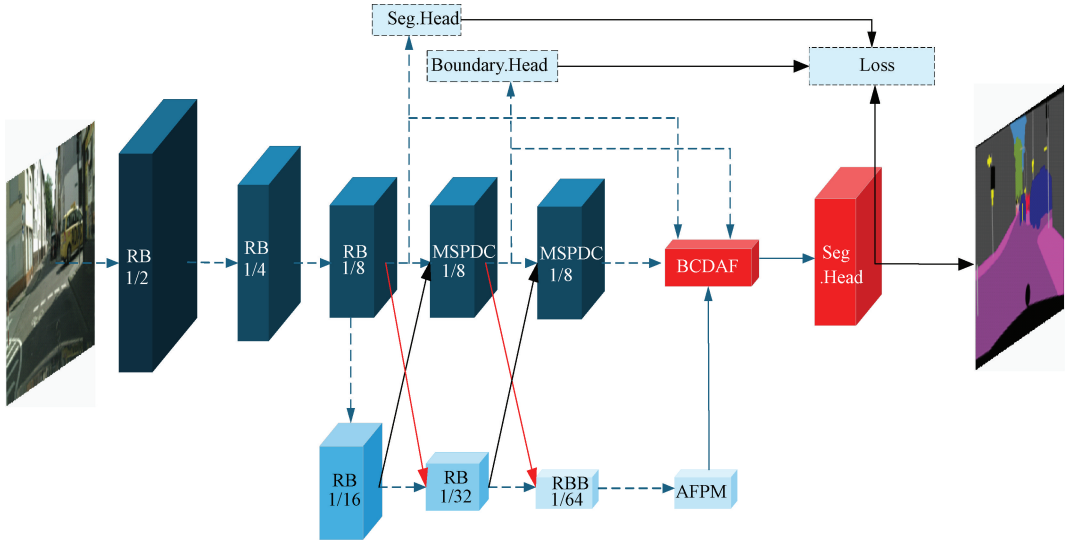 Seg.Head
Boundary.Head
Loss
RB
1/2
RB
1/4
RB
1/8
MSPDC
1/8
MSPDC
1/8
BCDAF
Seg
.Head
RB
1/16
RB
1/32
RBB
1/64
AFPM